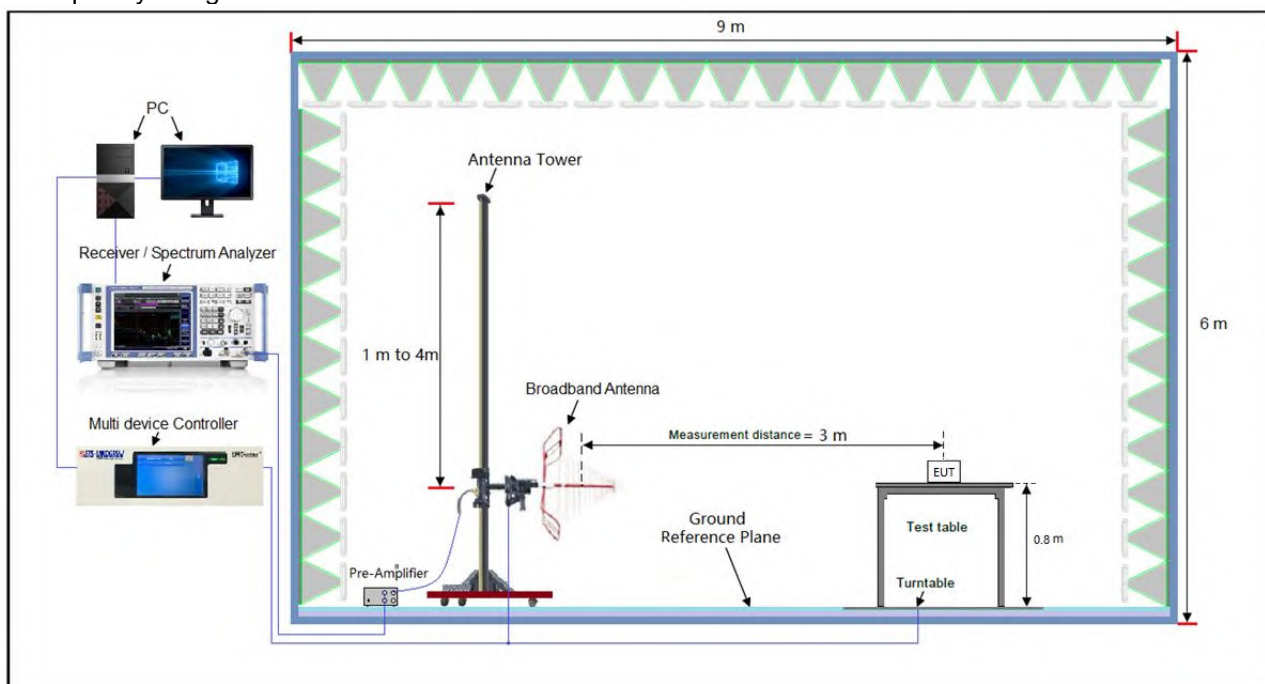 9 m
PC
Antenna Tower
Receiver / Spectrum Analyzer
6 m
1 m to 4m
Broadband Antenna
Multi device Controller
Measurement distance = 3 m
EUT
Ground
Reference Plane
Test table
0.8 m
Pre-Amplifier
Turntable